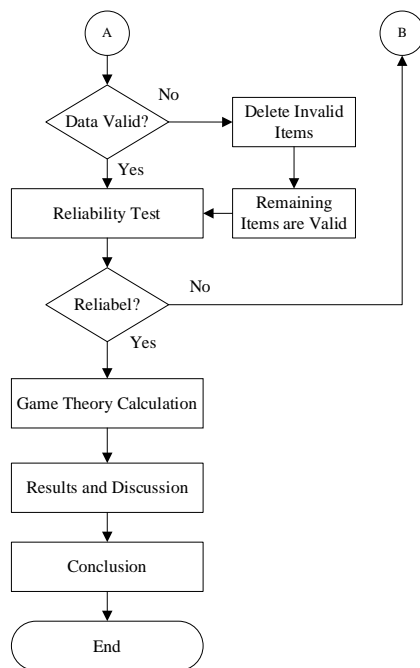 A
B
No
Data Valid?
Delete Invalid
Items
Yes
Reliability Test
Remaining
Items are Valid
No
Reliabel?
Yes
Game Theory Calculation
Results and Discussion
Conclusion
End